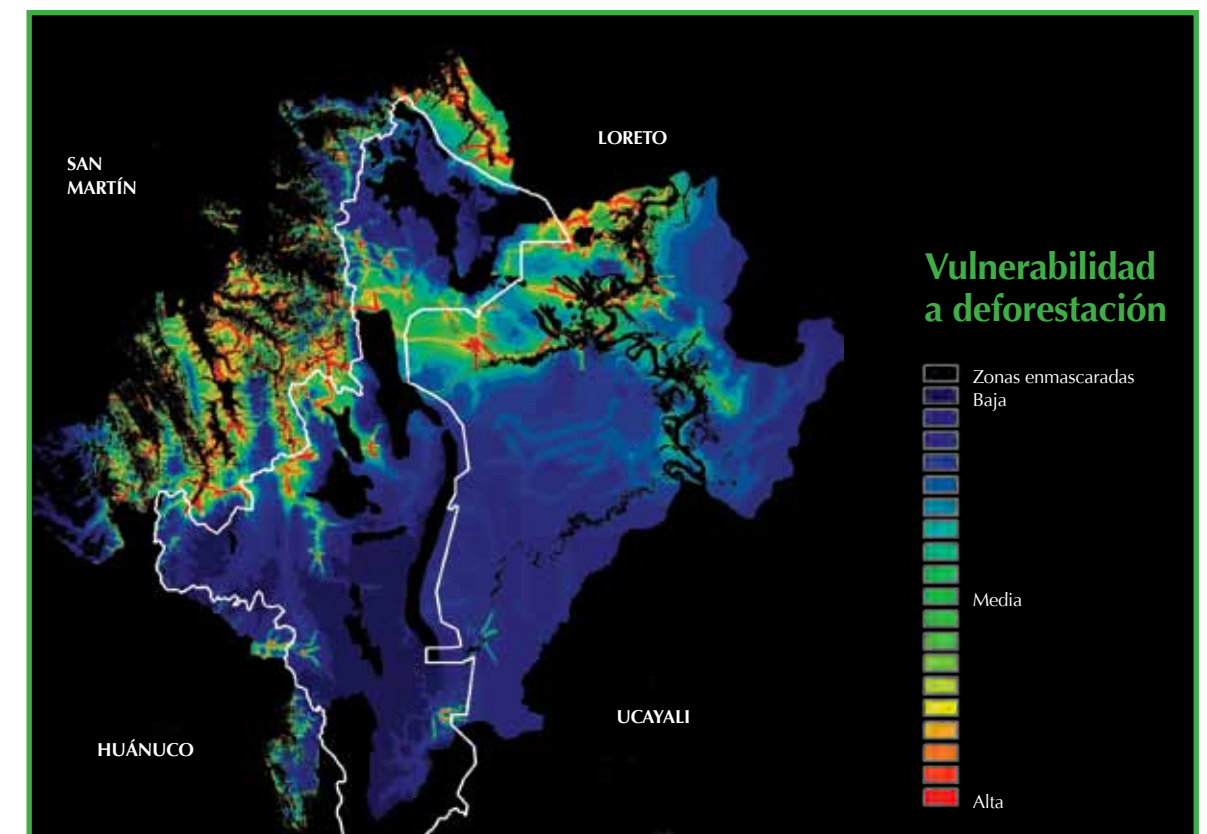 SAN
MARTÍN
LORETO
Vulnerabilidad
a deforestación
Zonas enmascaradas
Baja
Media
UCAYALI
HUÁNUCO
Alta